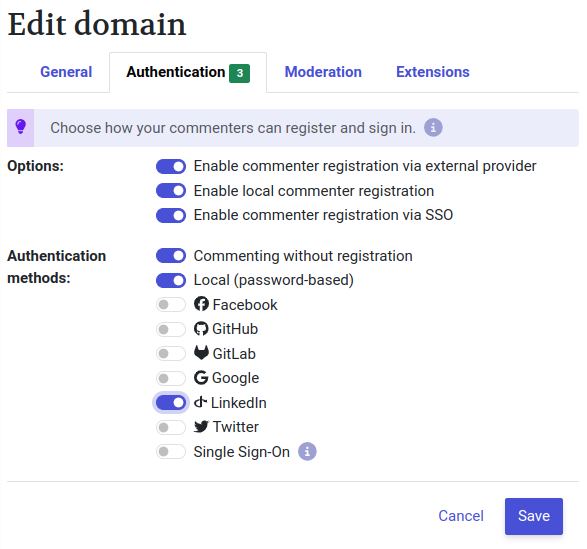 Edit domain
General Authentication 3 Moderation Extensions
Choose how your commenters can register and sign in.
Options:
Enable commenter registration via external provider
Enable local commenter registration
Enable commenter registration via SSO
Authentication methods:
Commenting without registration
Local (password-based)
Facebook
GitHub
GitLab
Google
LinkedIn
Twitter
Single Sign-On
Cancel Save